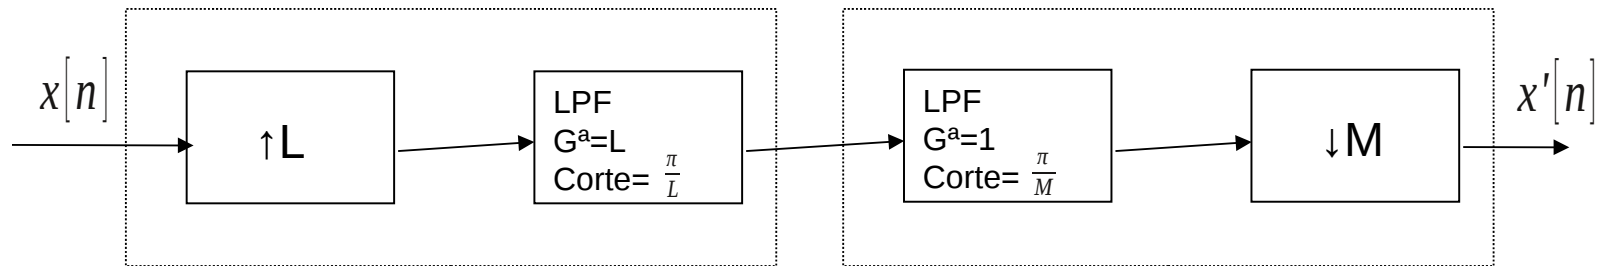 x[n]
↑L
LPF
Gª=L
Corte= π/L
LPF
Gª=1
Corte= π/M
↓M
x'[n]